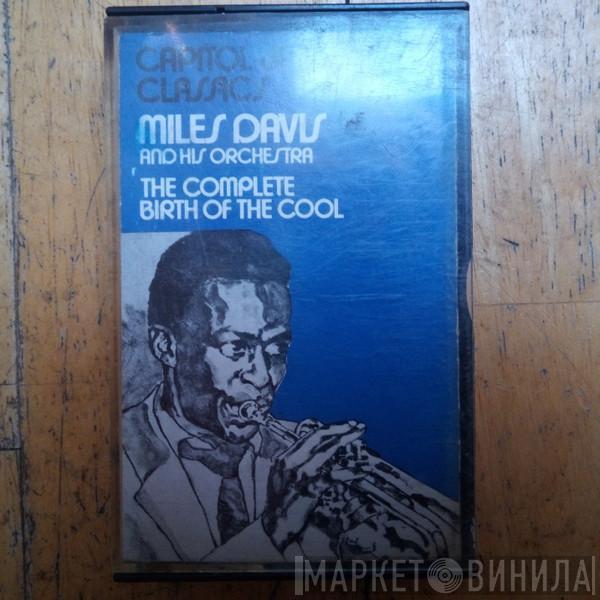 CAPITOL
CLASSICS
MILES DAVIS
AND HIS ORCHESTRA
THE COMPLETE
BIRTH OF THE COOL
МАРКЕТ ВИНИЛА